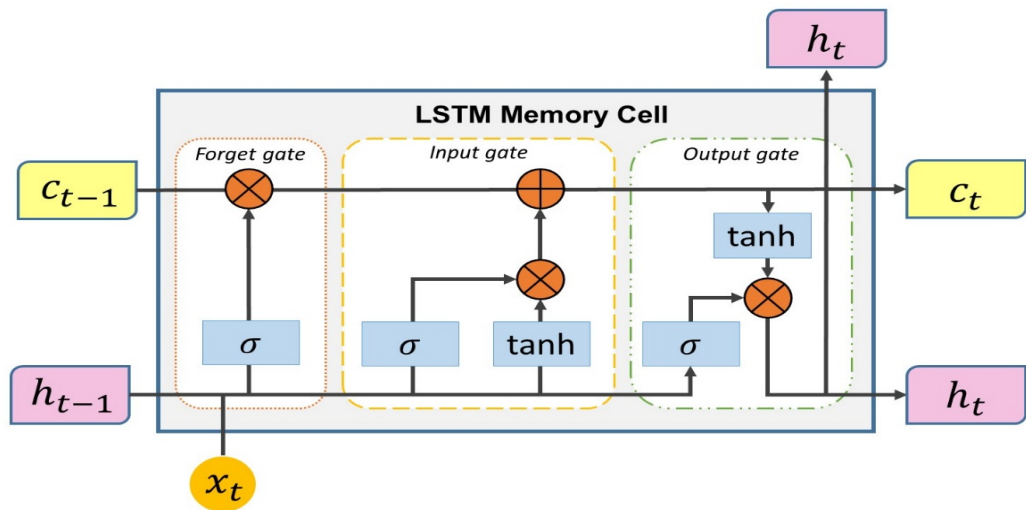 h_t
LSTM Memory Cell
Forget gate
Input gate
Output gate
c_{t-1}
c_t
tanh
σ
σ
tanh
σ
h_{t-1}
h_t
x_t